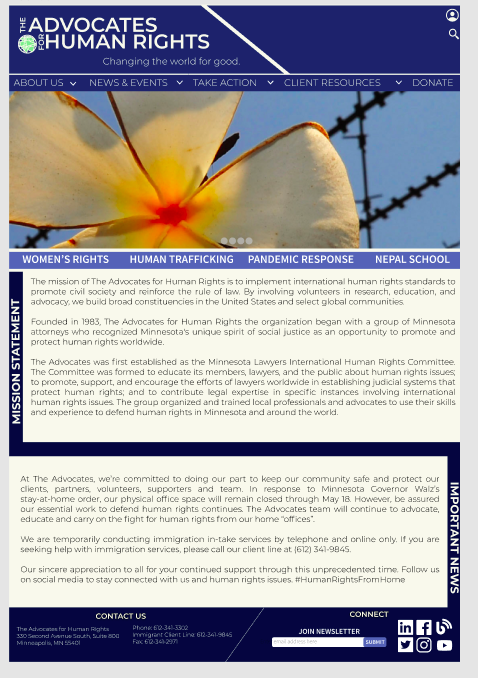 THE ADVOCATES
FOR HUMAN RIGHTS
Changing the world for good.
ABOUT US NEWS & EVENTS TAKE ACTION CLIENT RESOURCES DONATE
WOMEN'S RIGHTS HUMAN TRAFFICKING PANDEMIC RESPONSE NEPAL SCHOOL
MISSION STATEMENT
The mission of The Advocates for Human Rights is to implement international human rights standards to
promote civil society and reinforce the rule of law. By involving volunteers in research, education, and
advocacy, we build broad constituencies in the United States and select global communities.
Founded in 1983, The Advocates for Human Rights the organization began with a group of Minnesota
attorneys who recognized Minnesota's unique spirit of social justice as an opportunity to promote and
protect human rights worldwide.
The Advocates was first established as the Minnesota Lawyers International Human Rights Committee.
The Committee was formed to educate its members, lawyers, and the public about human rights issues;
to promote, support, and encourage the efforts of lawyers worldwide in establishing judicial systems that
protect human rights; and to contribute legal expertise in specific instances involving international
human rights issues. The group organized and trained local professionals and advocates to use their skills
and experience to defend human rights in Minnesota and around the world.
At The Advocates, we're committed to doing our part to keep our community safe and protect our
clients, partners, volunteers, supporters and team. In response to Minnesota Governor Walz's
stay-at-home order, our physical office space will remain closed through May 18. However, be assured
our essential work to defend human rights continues. The Advocates team will continue to advocate,
educate and carry on the fight for human rights from our home "offices".
We are temporarily conducting immigration in-take services by telephone and online only. If you are
seeking help with immigration services, please call our client line at (612) 341-9845.
Our sincere appreciation to all for your continued support through this unprecedented time. Follow us
on social media to stay connected with us and human rights issues. #HumanRightsFromHome
IMPORTANT NEWS
CONTACT US
The Advocates for Human Rights
330 Second Avenue South, Suite 800
Minneapolis, MN 55401
Phone: 612-341-3302
Immigrant Client Line: 612-341-9845
Fax: 612-341-2971
CONNECT
JOIN NEWSLETTER
email address here
SUBMIT